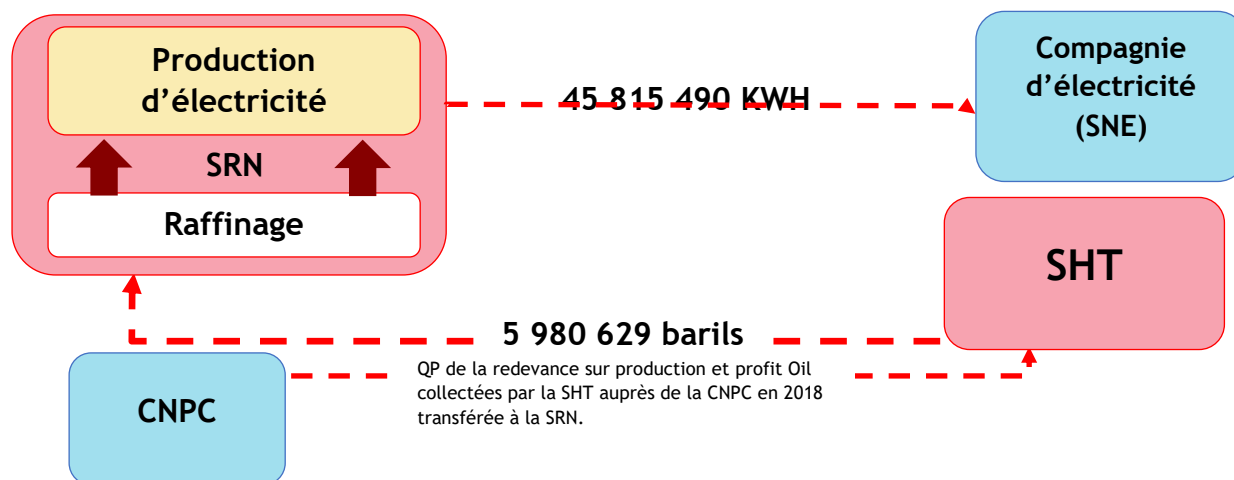 Production
d’électricité
SRN
Raffinage
45 815 490 KWH
Compagnie
d’électricité
(SNE)
SHT
5 980 629 barils
QP de la redevance sur production et profit Oil
collectées par la SHT auprès de la CNPC en 2018
transférée à la SRN.
CNPC